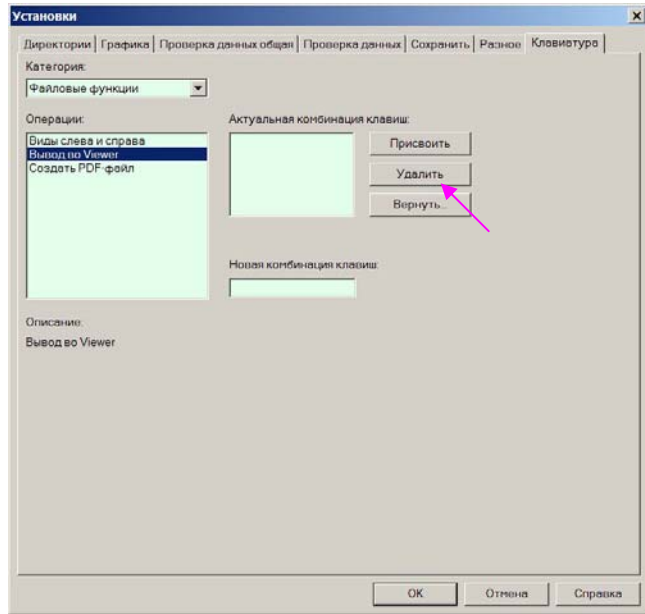 Установки
Директории Графика Проверка данных общая Проверка данных Сохранить Разное Клавиатура
Категория:
Файловые функции
Операции:
Актуальная комбинация клавиш:
Виды слева и справа
Вывод во Viewer
Создать PDF-файл
Присвоить
Удалить
Вернуть...
Новая комбинация клавиш:
Описание:
Вывод во Viewer
OK Отмена Справка